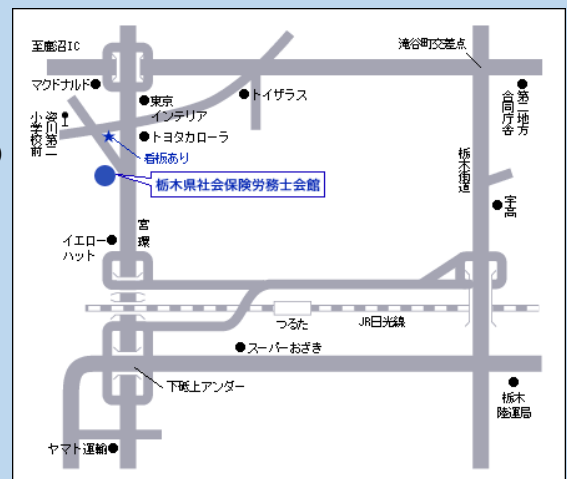 至鹿沼IC
滝谷町交差点
マクドナルド
トイザラス
東京
インテリア
第二地方
合同庁舎
姿川第二
小学校前
トヨタカローラ
看板あり
栃木街道
栃木県社会保険労務士会館
宇高
宮環
イエロー
ハット
つるた
JR日光線
スーパーおざき
下砥上アンダー
栃木
陸運局
ヤマト運輸